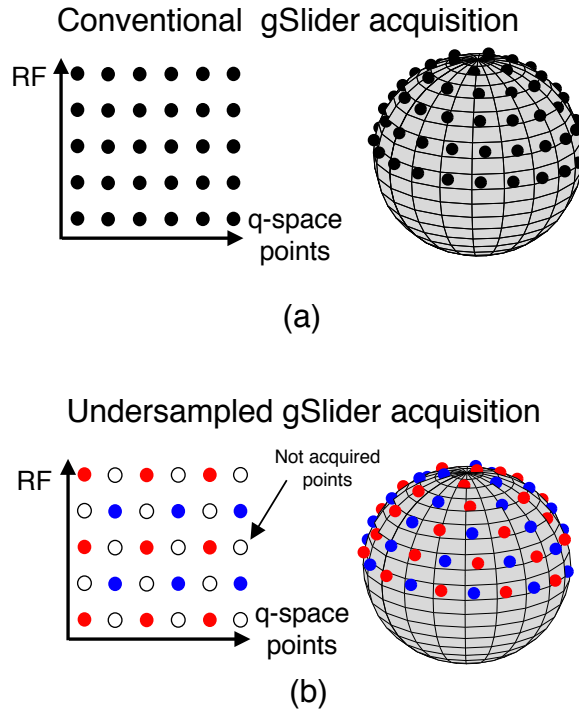 Conventional gSlider acquisition
RF
q-space
points
(a)
Undersampled gSlider acquisition
RF
Not acquired
points
q-space
points
(b)